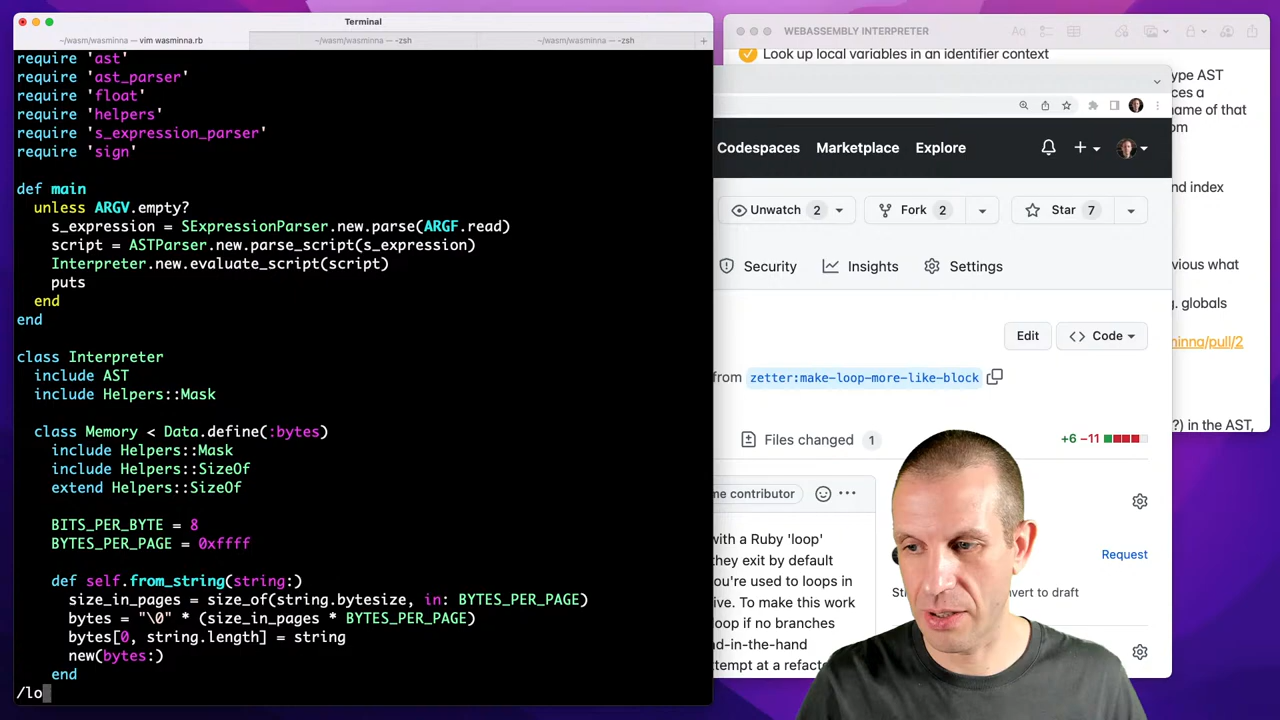 Terminal
~/wasm/wasminna — vim wasminna.rb
~/wasm/wasminna — -zsh
~/wasm/wasminna — -zsh
+
require 'ast'
require 'ast_parser'
require 'float'
require 'helpers'
require 's_expression_parser'
require 'sign'
def main
unless ARGV.empty?
s_expression = SExpressionParser.new.parse(ARGF.read)
script = ASTParser.new.parse_script(s_expression)
Interpreter.new.evaluate_script(script)
puts
end
end
class Interpreter
include AST
include Helpers::Mask
class Memory < Data.define(:bytes)
include Helpers::Mask
include Helpers::SizeOf
extend Helpers::SizeOf
BITS_PER_BYTE = 8
BYTES_PER_PAGE = 0xffff
def self.from_string(string:)
size_in_pages = size_of(string.bytesize, in: BYTES_PER_PAGE)
bytes = "\0" * (size_in_pages * BYTES_PER_PAGE)
bytes[0, string.length] = string
new(bytes:)
end
/lo
WEBASSEMBLY INTERPRETER
Aa
Look up local variables in an identifier context
ype AST
ces a
name of that
om
nd index
vious what
g. globals
inna/pull/2
?) in the AST,
Codespaces Marketplace Explore
Unwatch 2
Fork 2
Star 7
Security Insights Settings
Edit
<> Code
from zetter:make-loop-more-like-block
Files changed 1
+6 −11
me contributor
with a Ruby 'loop'
they exit by default
you're used to loops in
ive. To make this work
oop if no branches
nd-in-the-hand
ttempt at a refac
Request
Sti
nvert to draft